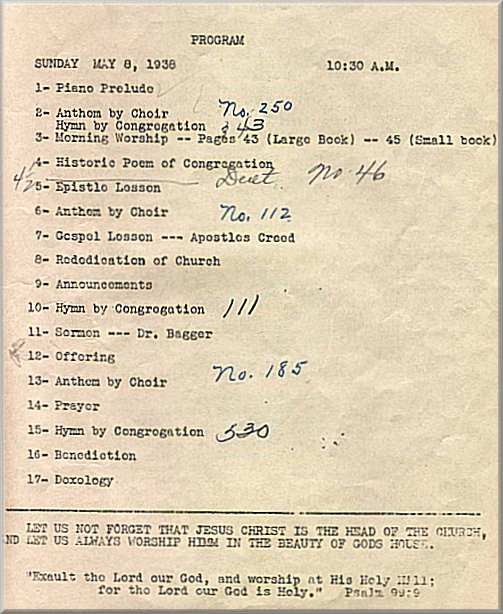 PROGRAM
SUNDAY MAY 8, 1938 10:30 A.M.
1- Piano Prelude
2- Anthem by Choir No. 250
Hymn by Congregation 243
3- Morning Worship -- Pages 43 (Large Book) -- 45 (Small book)
4- Historic Poem of Congregation
4½ Duet No 46
5- Epistle Lesson
6- Anthem by Choir No. 112
7- Gospel Lesson --- Apostles Creed
8- Rededication of Church
9- Announcements
10- Hymn by Congregation 111
11- Sermon --- Dr. Bagger
12- Offering
13- Anthem by Choir No. 185
14- Prayer
15- Hymn by Congregation 530
16- Benediction
17- Doxology
LET US NOT FORGET THAT JESUS CHRIST IS THE HEAD OF THE CHURCH,
AND LET US ALWAYS WORSHIP HIMM IN THE BEAUTY OF GODS HOUSE.
"Exault the Lord our God, and worship at His Holy Hill;
for the Lord our God is Holy." Psalm 99:9